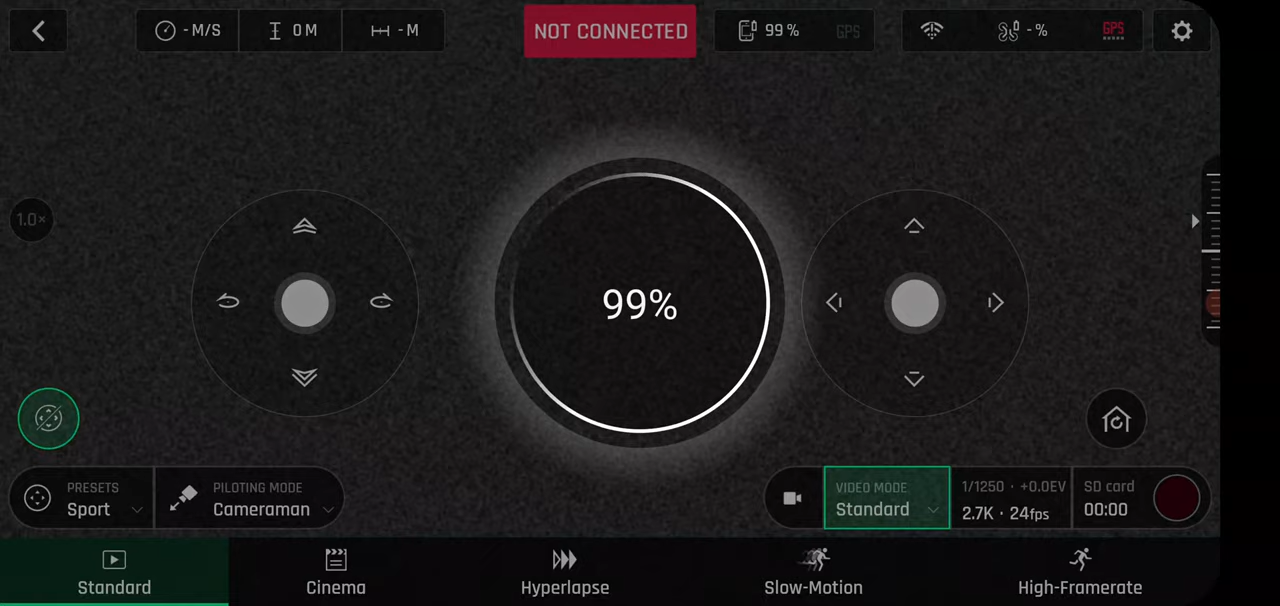 -M/S
0 M
-M
NOT CONNECTED
99%
GPS
-%
GPS
1.0×
99%
PRESETS
Sport
PILOTING MODE
Cameraman
VIDEO MODE
Standard
1/1250 · +0.0EV
2.7K · 24fps
SD card
00:00
Standard
Cinema
Hyperlapse
Slow-Motion
High-Framerate